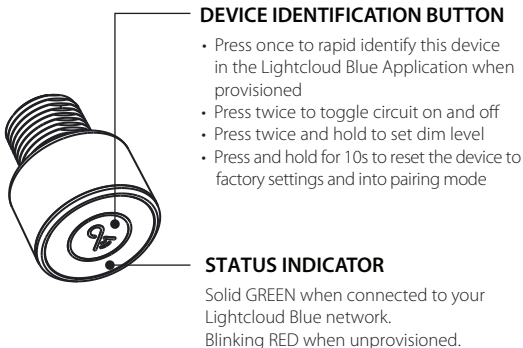 DEVICE IDENTIFICATION BUTTON
• Press once to rapid identify this device
in the Lightcloud Blue Application when
provisioned
• Press twice to toggle circuit on and off
• Press twice and hold to set dim level
• Press and hold for 10s to reset the device to
factory settings and into pairing mode
STATUS INDICATOR
Solid GREEN when connected to your
Lightcloud Blue network.
Blinking RED when unprovisioned.